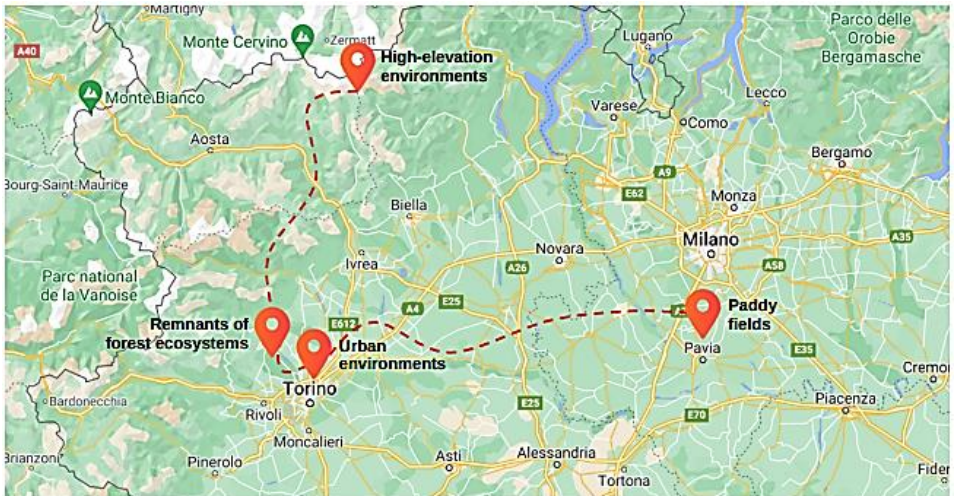 Martigny
Parco delle
Orobie
Bergamasche
Lugano
A40
Monte Cervino
Zermatt
High-elevation
environments
Monte Bianco
Lecco
Varese
Como
Aosta
Bergamo
A9
Bourg-Saint-Maurice
E62
Monza
Biella
Milano
A35
Novara
Ivrea
A26
A58
Parc national
de la Vanoise
E25
A4
Paddy
fields
Remnants of
forest ecosystems
E612
Urban
environments
Pavia
E35
Torino
Cremo
Bardonecchia
Rivoli
E25
E70
Piacenza
Moncalieri
Asti
Alessandria
Brianzon
Pinerolo
Tortona
Fider